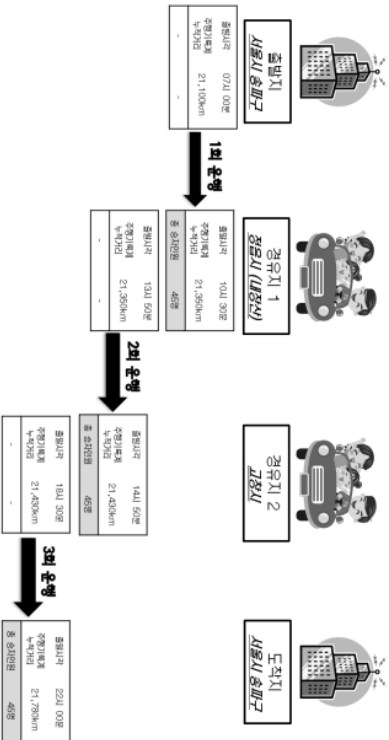 출발지
서울시 송파구
출발시각 07시 00분
주행기록계
누적거리 21,100km
- -
1회 운행
경유지 1
정읍시 (내장산)
출발시각 10시 30분
주행기록계
누적거리 21,350km
총 승차인원 45명
출발시각 13시 50분
주행기록계
누적거리 21,350km
- -
2회 운행
경유지 2
고창시
출발시각 14시 50분
주행기록계
누적거리 21,430km
총 승차인원 45명
출발시각 18시 30분
주행기록계
누적거리 21,430km
- -
3회 운행
도착지
서울시 송파구
출발시각 22시 00분
주행기록계
누적거리 21,780km
총 승차인원 45명